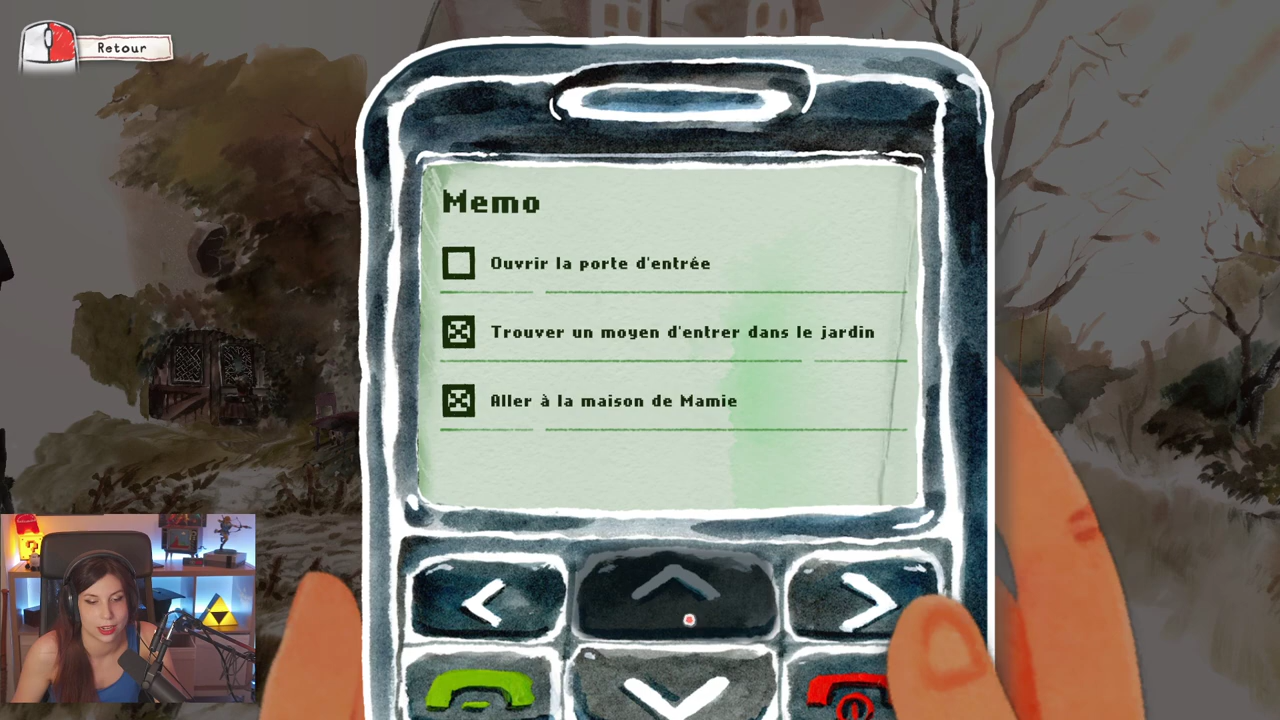 Retour
Memo
Ouvrir la porte d'entrée
Trouver un moyen d'entrer dans le jardin
Aller à la maison de Mamie